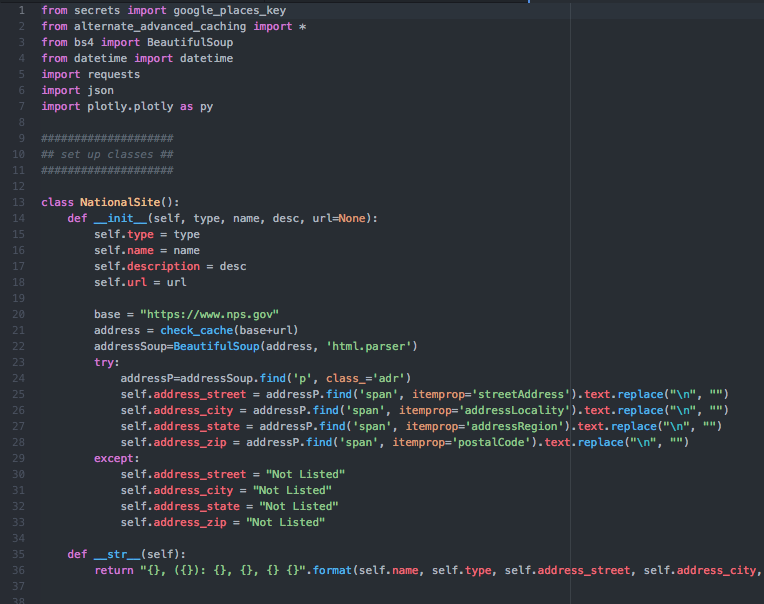 1 from secrets import google_places_key
2 from alternate_advanced_caching import *
3 from bs4 import BeautifulSoup
4 from datetime import datetime
5 import requests
6 import json
7 import plotly.plotly as py
8
9 ####################
10 ## set up classes ##
11 ####################
12
13 class NationalSite():
14     def __init__(self, type, name, desc, url=None):
15         self.type = type
16         self.name = name
17         self.description = desc
18         self.url = url
19
20         base = "https://www.nps.gov"
21         address = check_cache(base+url)
22         addressSoup=BeautifulSoup(address, 'html.parser')
23         try:
24             addressP=addressSoup.find('p', class_='adr')
25             self.address_street = addressP.find('span', itemprop='streetAddress').text.replace("\n", "")
26             self.address_city = addressP.find('span', itemprop='addressLocality').text.replace("\n", "")
27             self.address_state = addressP.find('span', itemprop='addressRegion').text.replace("\n", "")
28             self.address_zip = addressP.find('span', itemprop='postalCode').text.replace("\n", "")
29         except:
30             self.address_street = "Not Listed"
31             self.address_city = "Not Listed"
32             self.address_state = "Not Listed"
33             self.address_zip = "Not Listed"
34
35     def __str__(self):
36         return "{}, ({}): {}, {}, {} {}".format(self.name, self.type, self.address_street, self.address_city,
37
38